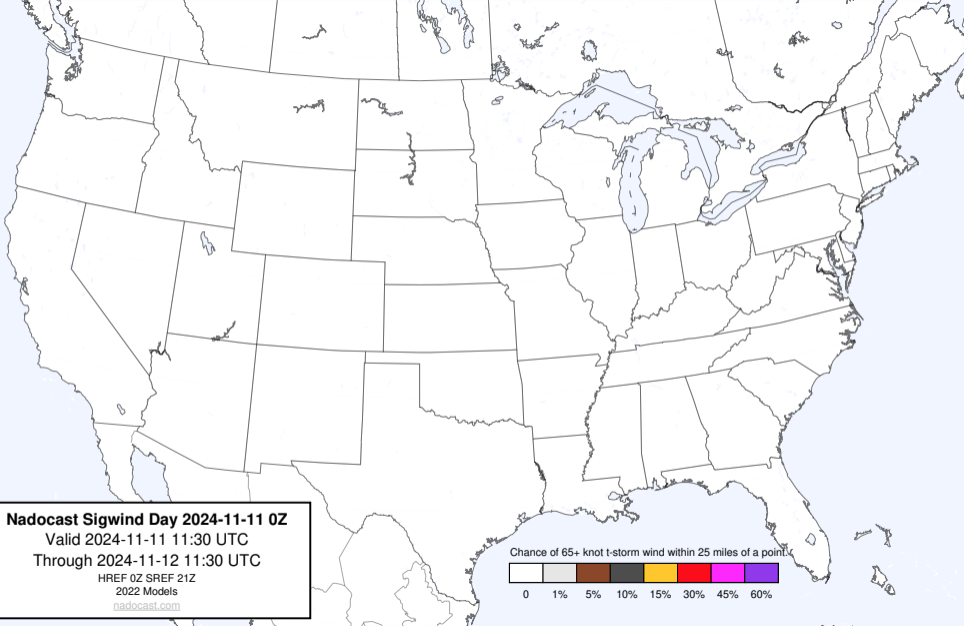 Nadocast Sigwind Day 2024-11-11 0Z
Valid 2024-11-11 11:30 UTC
Through 2024-11-12 11:30 UTC
HREF 0Z SREF 21Z
2022 Models
nadocast.com
Chance of 65+ knot t-storm wind within 25 miles of a point.
0 1% 5% 10% 15% 30% 45% 60%